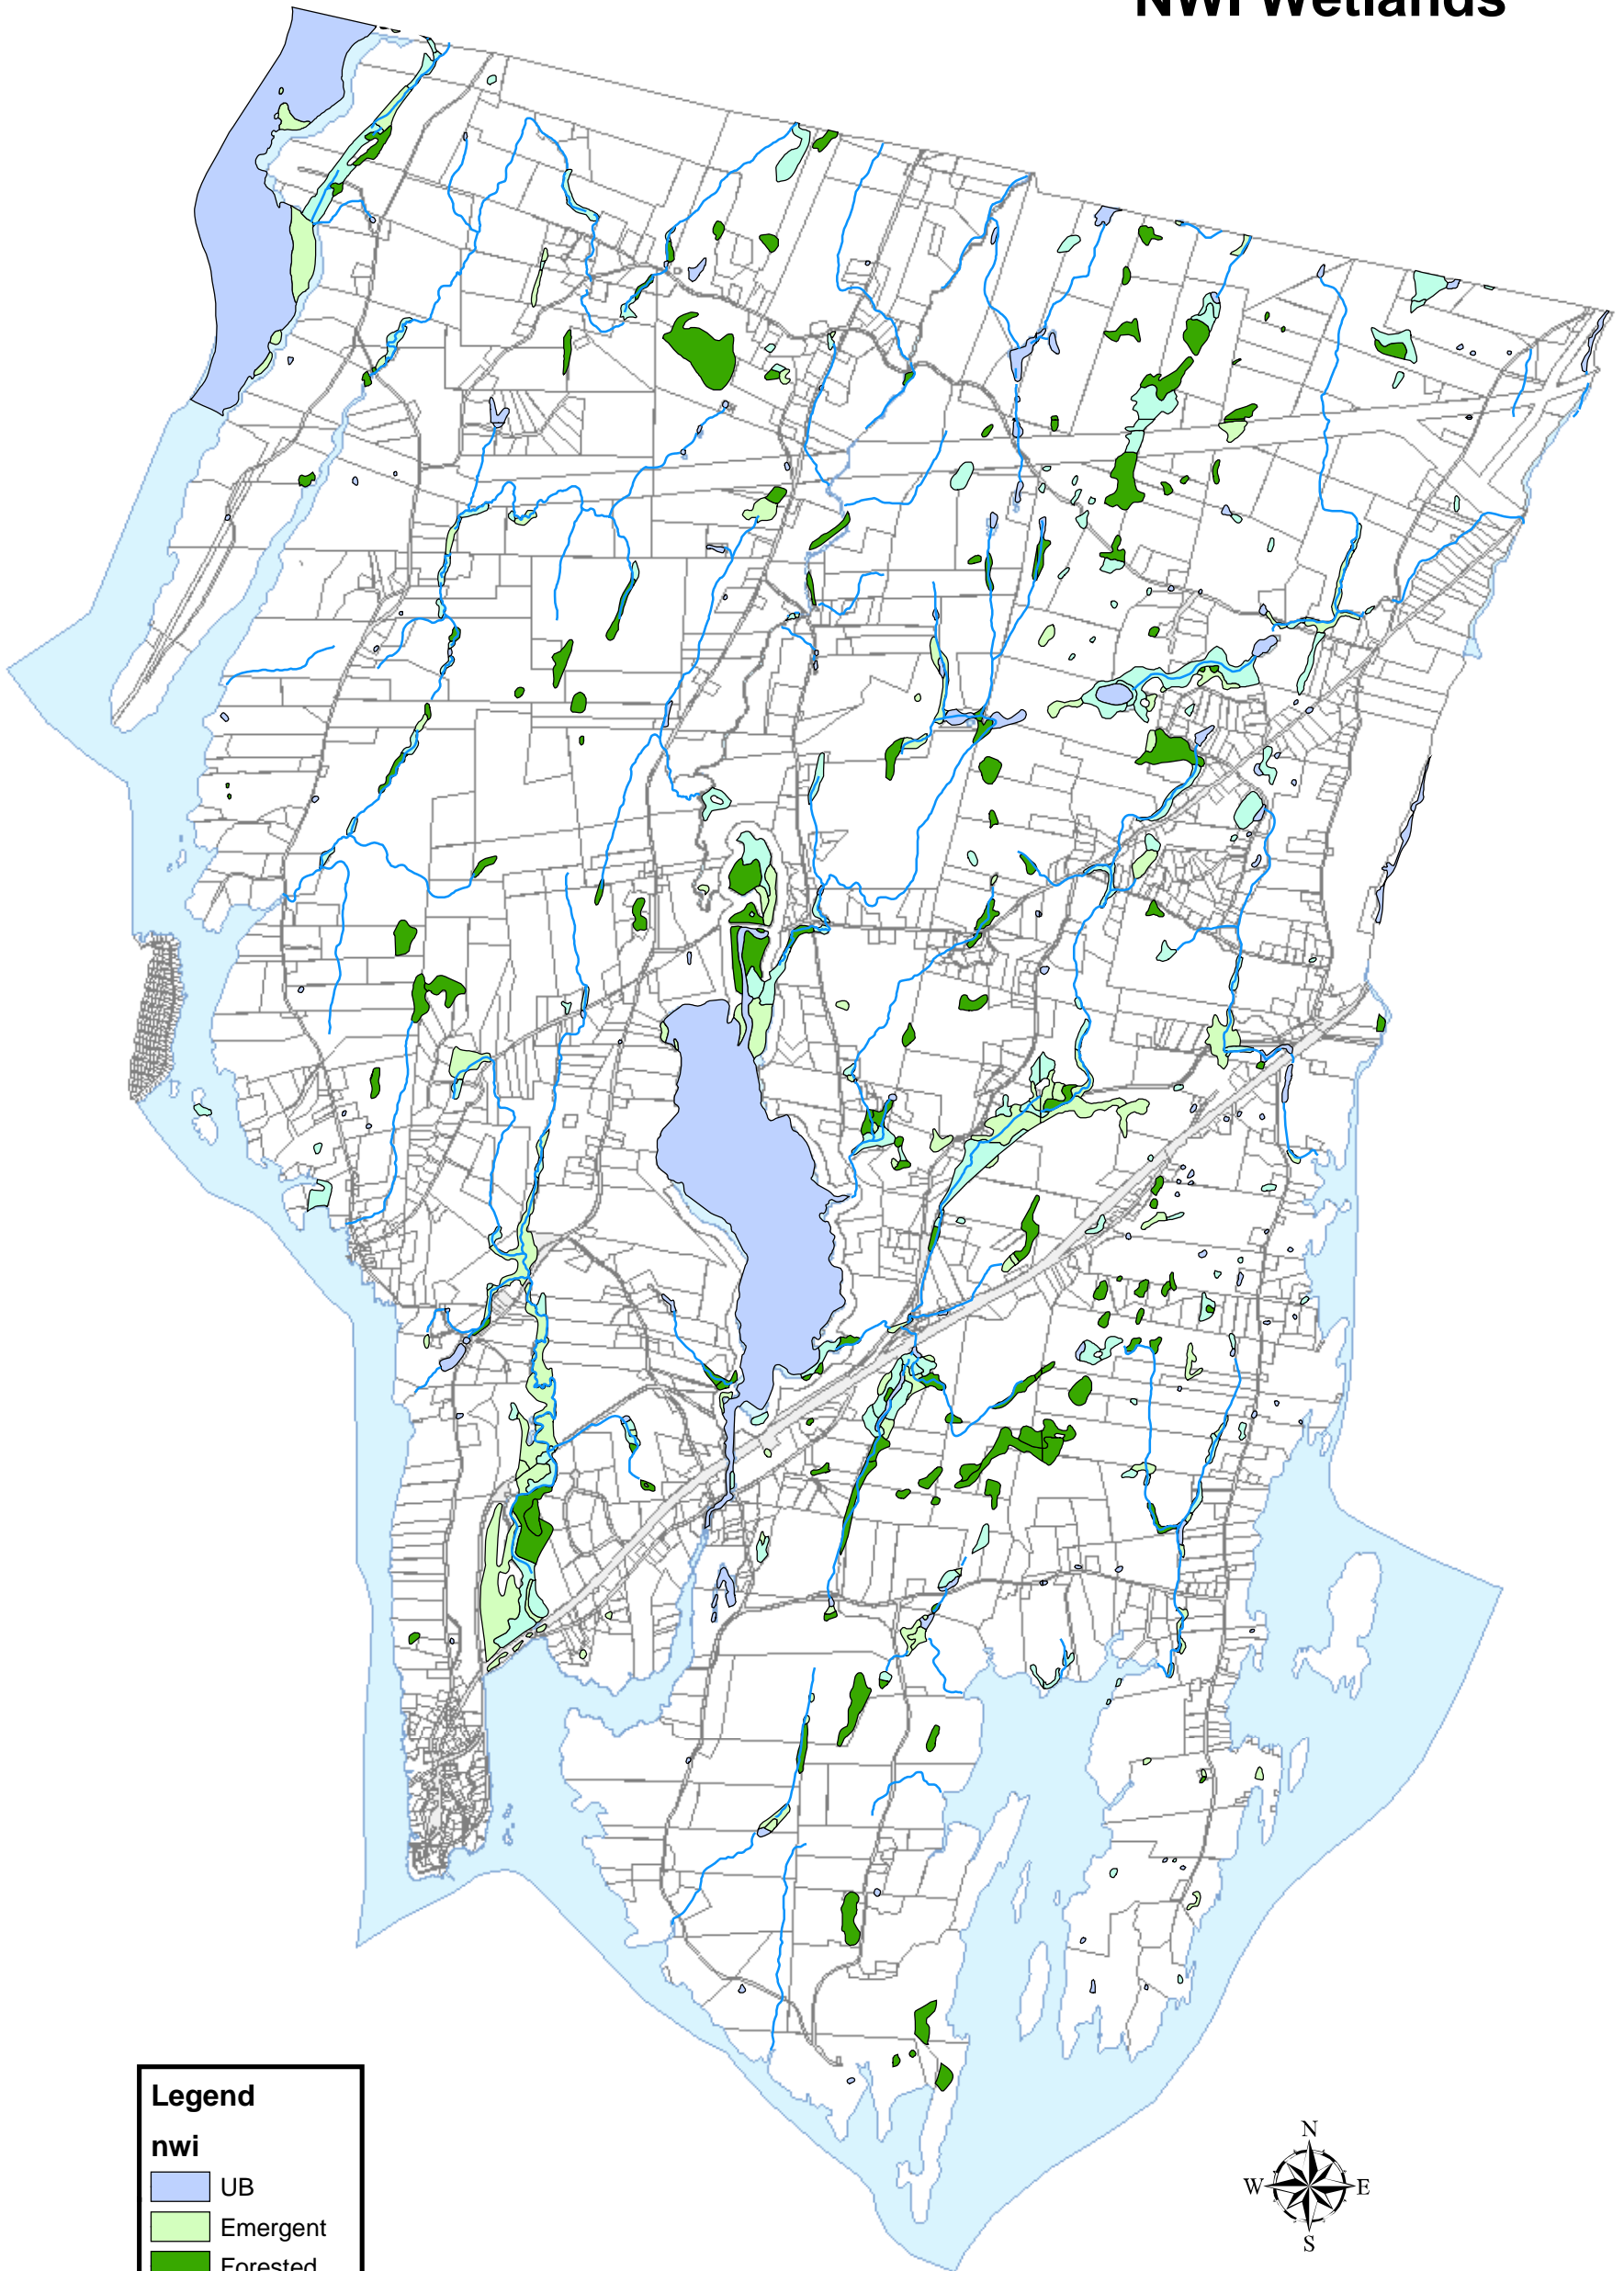 NWI Wetlands
Legend
nwi
UB
Emergent
Forested
N
W E
S